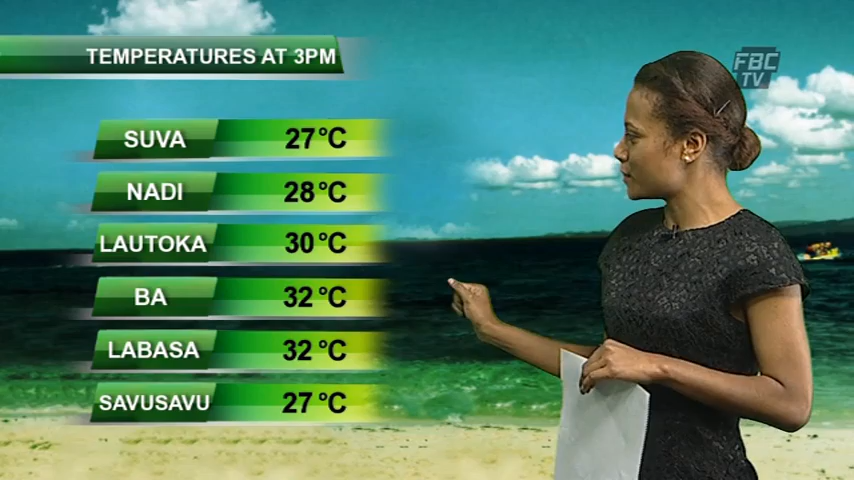 TEMPERATURES AT 3PM
FBC
TV
SUVA 27°C
NADI 28°C
LAUTOKA 30°C
BA 32°C
LABASA 32°C
SAVUSAVU 27°C